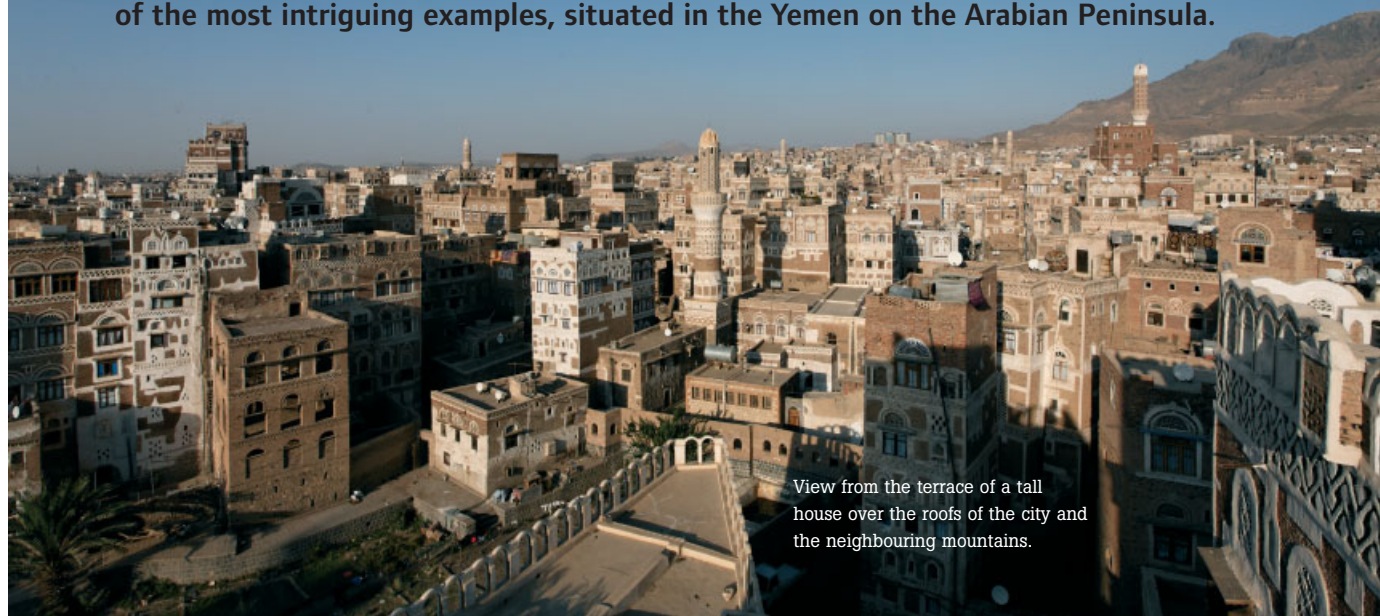 of the most intriguing examples, situated in the Yemen on the Arabian Peninsula.
View from the terrace of a tall
house over the roofs of the city and
the neighbouring mountains.